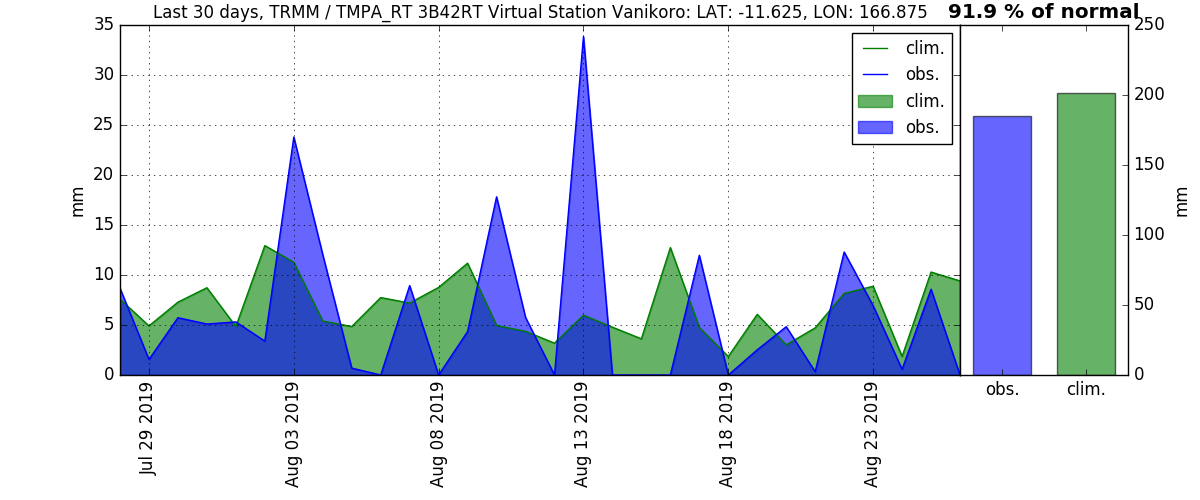 Last 30 days, TRMM / TMPA_RT 3B42RT Virtual Station Vanikoro: LAT: -11.625, LON: 166.875
91.9 % of normal
35
30
25
20
15
10
5
0
mm
clim.
obs.
clim.
obs.
Jul 29 2019
Aug 03 2019
Aug 08 2019
Aug 13 2019
Aug 18 2019
Aug 23 2019
250
200
150
100
50
0
mm
obs.
clim.